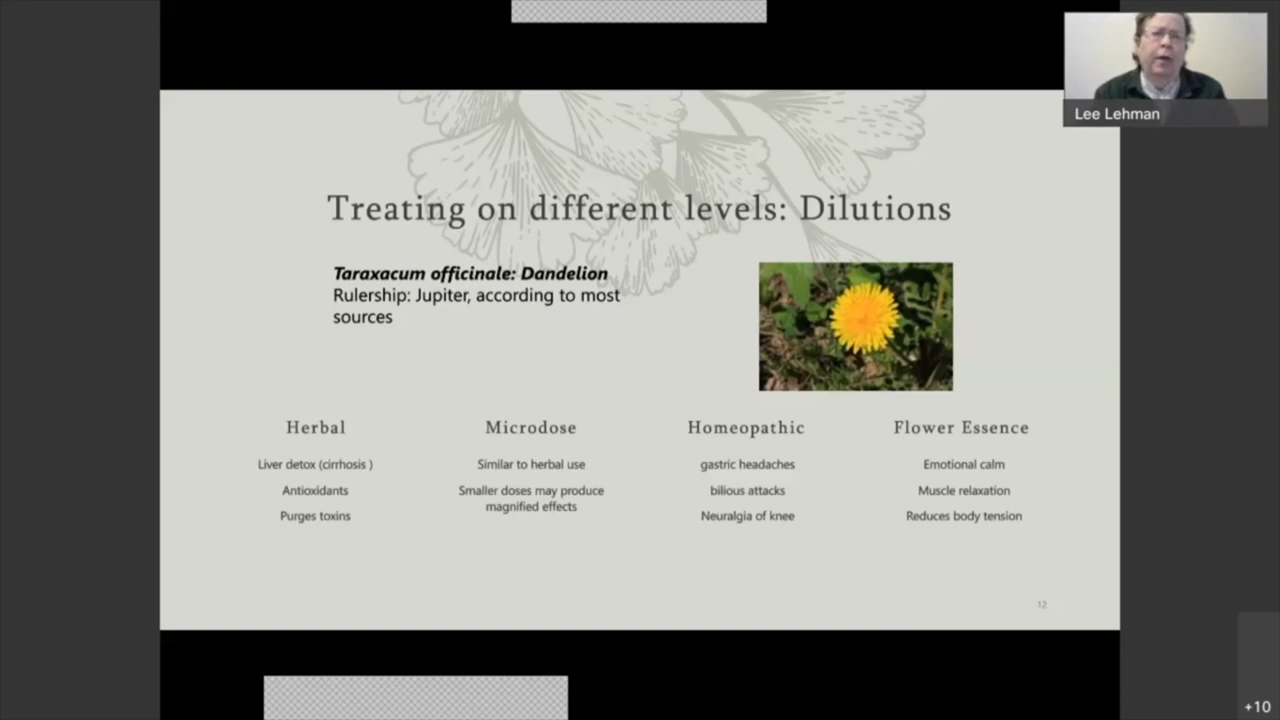 Lee Lehman
Treating on different levels: Dilutions
Taraxacum officinale: Dandelion
Rulership: Jupiter, according to most
sources
Herbal
Liver detox (cirrhosis )
Antioxidants
Purges toxins
Microdose
Similar to herbal use
Smaller doses may produce
magnified effects
Homeopathic
gastric headaches
bilious attacks
Neuralgia of knee
Flower Essence
Emotional calm
Muscle relaxation
Reduces body tension
12
+10